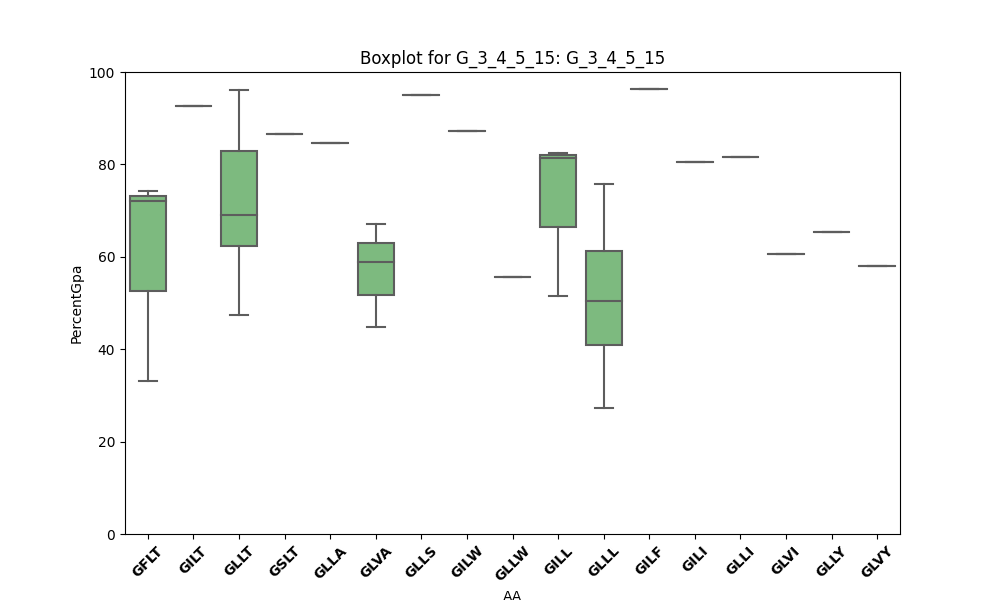 Boxplot for G_3_4_5_15: G_3_4_5_15
100
80
60
40
20
0
PercentGpa
GFLT GILT GLLT GSLT GLLA GLVA GLLS GILW GLLW GILL GLLL GILF GILI GLLI GLVI GLLY GLVY
AA